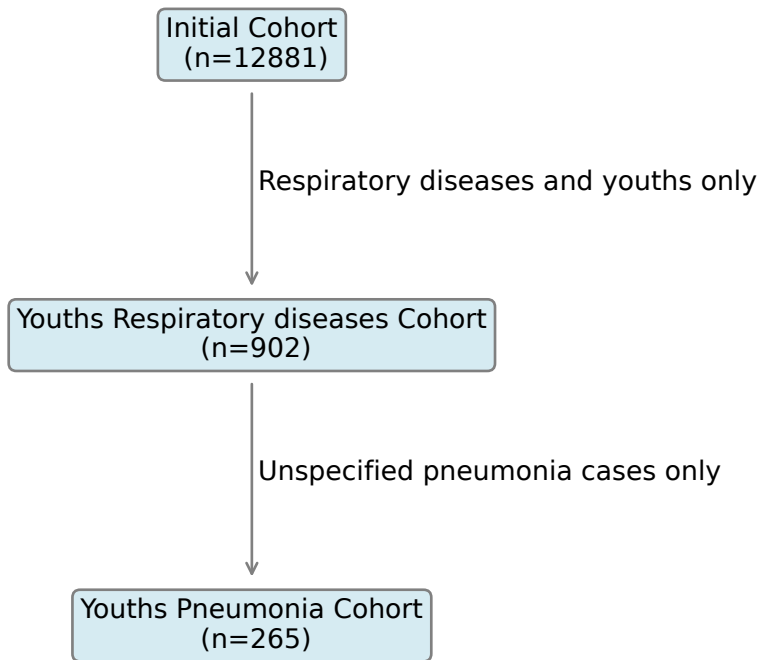 Initial Cohort
(n=12881)
Respiratory diseases and youths only
Youths Respiratory diseases Cohort
(n=902)
Unspecified pneumonia cases only
Youths Pneumonia Cohort
(n=265)